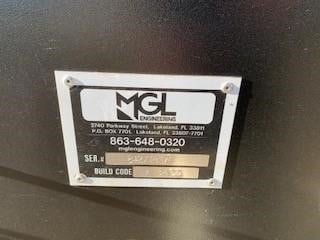 MGL
ENGINEERING
2740 Parkway Street, Lakeland, FL 33811
P.O. BOX 7701, Lakeland, FL 33807-7701
863-648-0320
mglengineering.com
SER.#
BUILD CODE